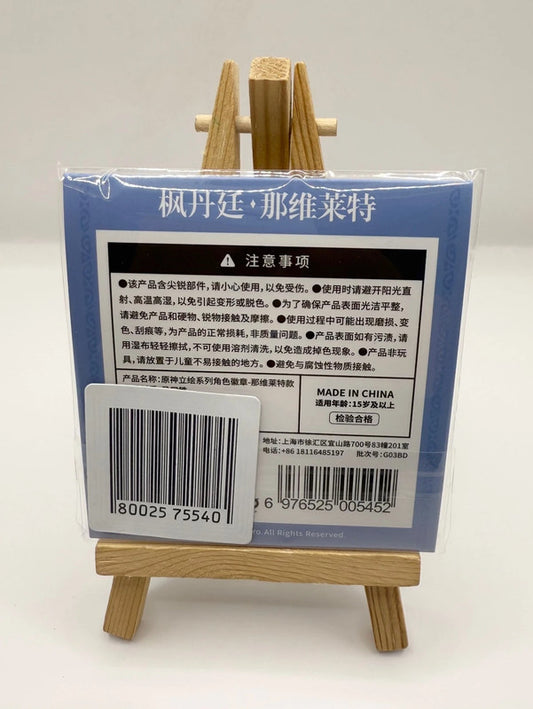 枫丹廷·那维莱特
注意事项
●该产品含尖锐部件,请小心使用,以免受伤。●使用时请避开阳光直
射、高温高湿,以免引起变形或脱色。●为了确保产品表面光洁平整,
请避免产品和硬物、锐物接触及摩擦。●使用过程中可能出现磨损、变
色、刮痕等,为产品的正常损耗,非质量问题。●产品表面如有污渍,请
用湿布轻轻擦拭,不可使用溶剂清洗,以免造成掉色现象。●产品非玩
具,请放置于儿童不易接触的地方。●避免与腐蚀性物质接触。
产品名称:原神立绘系列角色徽章-那维莱特款
MADE IN CHINA
适用年龄:15岁及以上
检验合格
地址:上海市徐汇区宜山路700号83幢201室
电话:+86 18116485197 批次号:G03BD
6 976525 005452
80025 75540
All Rights Reserved.